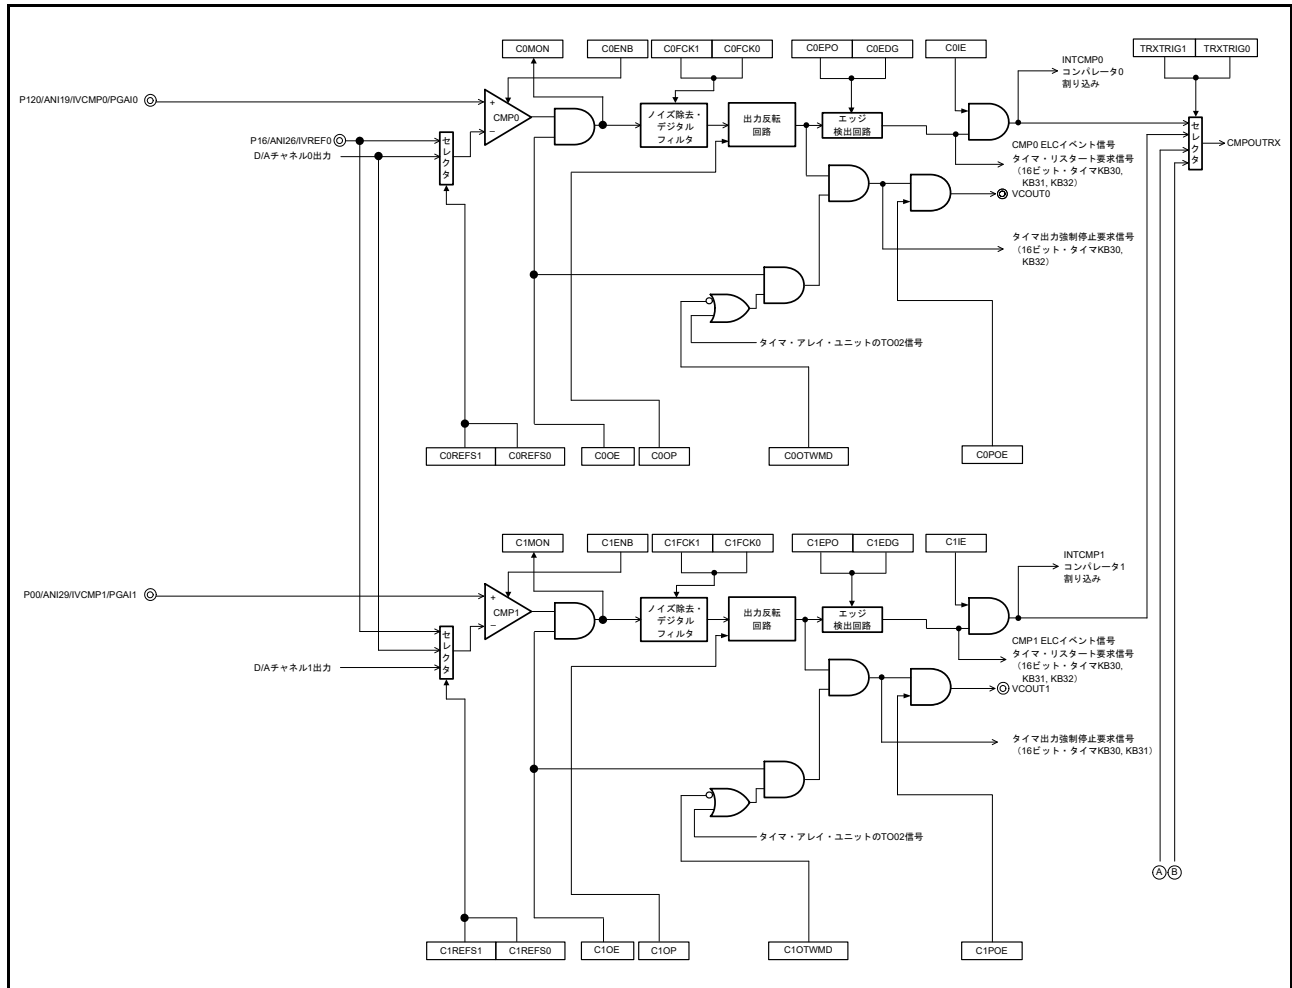 C0MON
C0ENB
C0FCK1
C0FCK0
C0EPO
C0EDG
C0IE
TRXTRIG1
TRXTRIG0
INTCMP0
コンパレータ0
割り込み
P120/ANI19/IVCMP0/PGAI0
+
CMP0
−
ノイズ除去・
デジタル
フィルタ
出力反転
回路
エッジ
検出回路
セレクタ
CMPOUTRX
P16/ANI26/IVREF0
D/Aチャネル0出力
セレクタ
CMP0 ELCイベント信号
タイマ・リスタート要求信号
(16ビット・タイマKB30,
KB31, KB32)
VCOUT0
タイマ出力強制停止要求信号
(16ビット・タイマKB30,
KB32)
タイマ・アレイ・ユニットのTO02信号
C0REFS1
C0REFS0
C0OE
C0OP
C0OTWMD
C0POE
C1MON
C1ENB
C1FCK1
C1FCK0
C1EPO
C1EDG
C1IE
INTCMP1
コンパレータ1
割り込み
P00/ANI29/IVCMP1/PGAI1
+
CMP1
−
ノイズ除去・
デジタル
フィルタ
出力反転
回路
エッジ
検出回路
セレクタ
D/Aチャネル1出力
CMP1 ELCイベント信号
タイマ・リスタート要求信号
(16ビット・タイマKB30,
KB31, KB32)
VCOUT1
タイマ出力強制停止要求信号
(16ビット・タイマKB30, KB31)
タイマ・アレイ・ユニットのTO02信号
A
B
C1REFS1
C1REFS0
C1OE
C1OP
C1OTWMD
C1POE